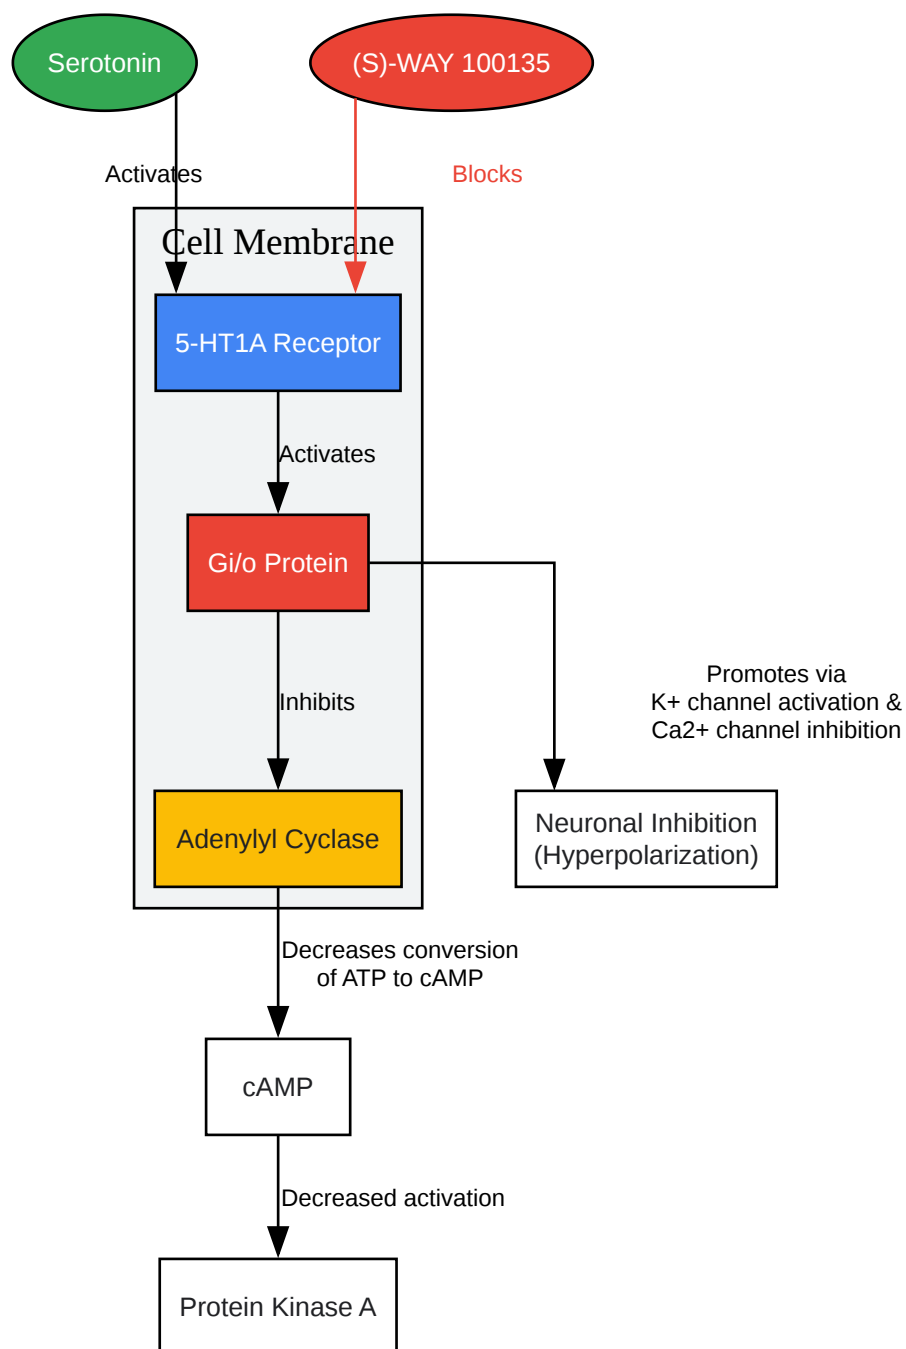 Serotonin
(S)-WAY 100135
Activates
Blocks
Cell Membrane
5-HT1A Receptor
Activates
Gi/o Protein
Inhibits
Promotes via
K+ channel activation &
Ca2+ channel inhibition
Adenylyl Cyclase
Neuronal Inhibition
(Hyperpolarization)
Decreases conversion
of ATP to cAMP
cAMP
Decreased activation
Protein Kinase A